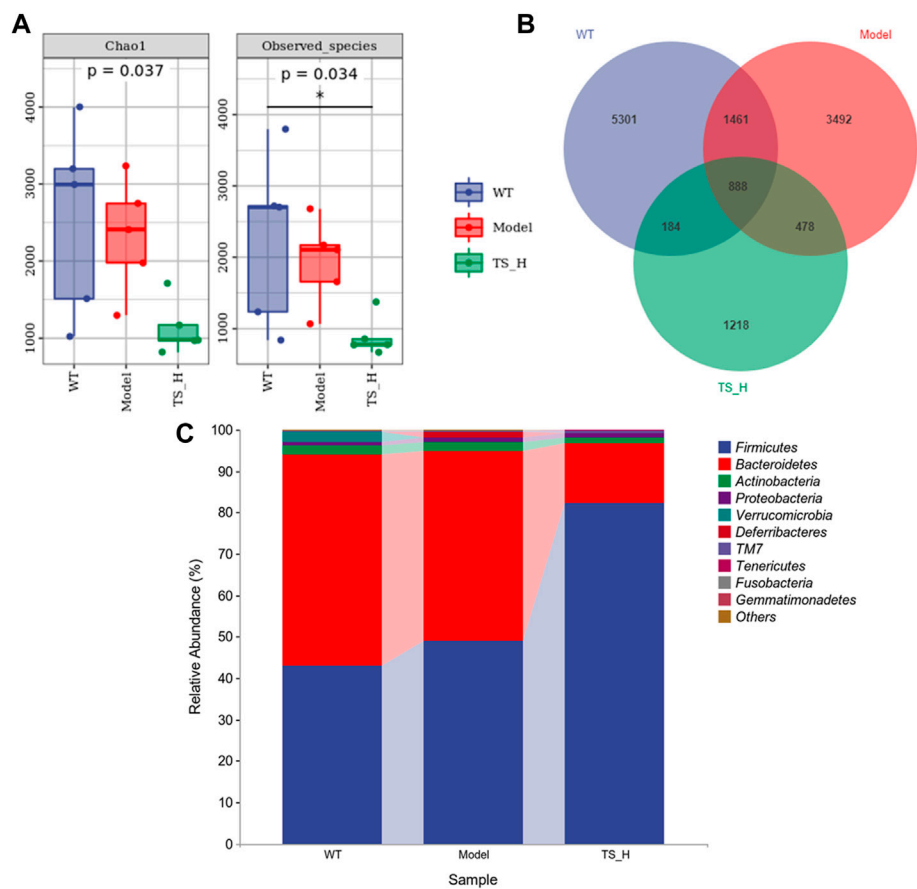 A
Chao1
Observed_species
p = 0.037
p = 0.034
*
4000
3000
2000
1000
4000
3000
2000
1000
WT
Model
TS_H
WT
Model
TS_H
WT
Model
TS_H
B
WT
Model
5301
1461
3492
888
184
478
1218
TS_H
C
Relative Abundance (%)
100
90
80
70
60
50
40
30
20
10
0
WT
Model
TS_H
Sample
Firmicutes
Bacteroidetes
Actinobacteria
Proteobacteria
Verrucomicrobia
Deferribacteres
TM7
Tenericutes
Fusobacteria
Gemmatimonadetes
Others